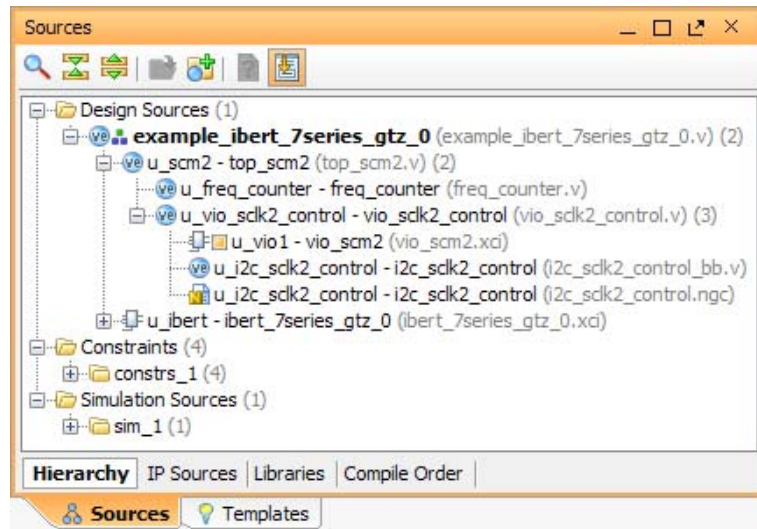 Sources
Design Sources (1)
example_ibert_7series_gtz_0 (example_ibert_7series_gtz_0.v) (2)
u_scm2 - top_scm2 (top_scm2.v) (2)
u_freq_counter - freq_counter (freq_counter.v)
u_vio_sclk2_control - vio_sclk2_control (vio_sclk2_control.v) (3)
u_vio1 - vio_scm2 (vio_scm2.xci)
u_i2c_sclk2_control - i2c_sclk2_control (i2c_sclk2_control_bb.v)
u_i2c_sclk2_control - i2c_sclk2_control (i2c_sclk2_control.ngc)
u_ibert - ibert_7series_gtz_0 (ibert_7series_gtz_0.xci)
Constraints (4)
constrs_1 (4)
Simulation Sources (1)
sim_1 (1)
Hierarchy IP Sources Libraries Compile Order
Sources Templates